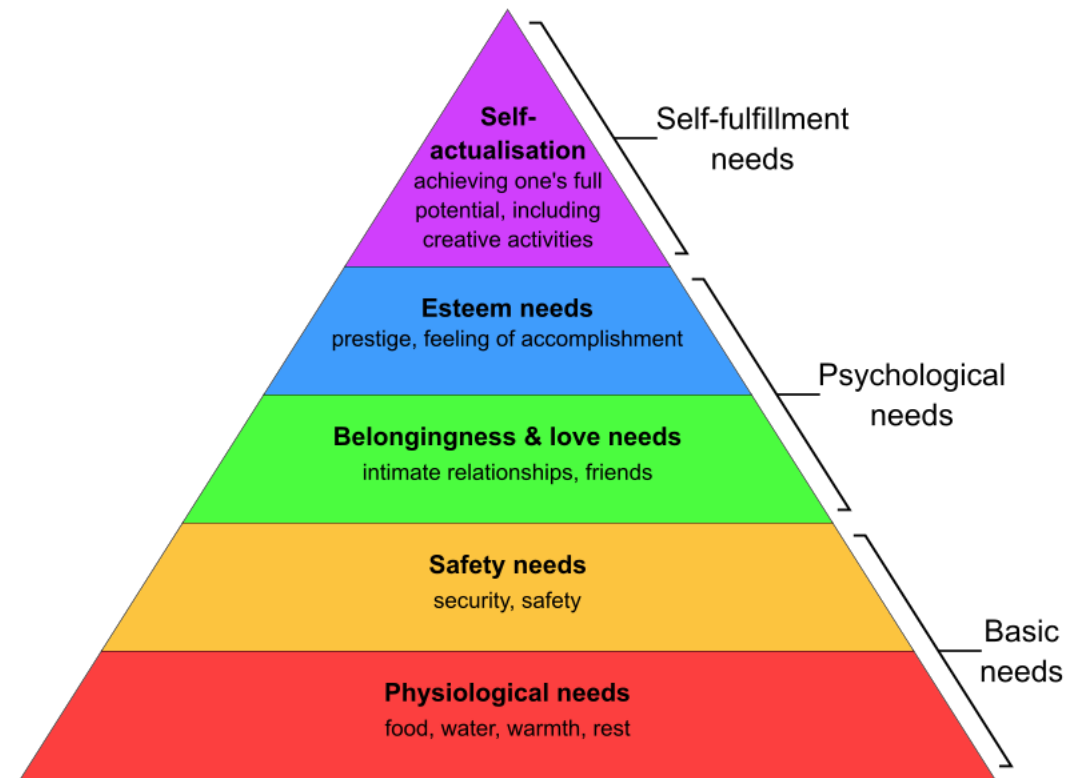 Self-
actualisation
achieving one's full
potential, including
creative activities
Self-fulfillment
needs
Esteem needs
prestige, feeling of accomplishment
Psychological
needs
Belongingness & love needs
intimate relationships, friends
Safety needs
security, safety
Basic
needs
Physiological needs
food, water, warmth, rest